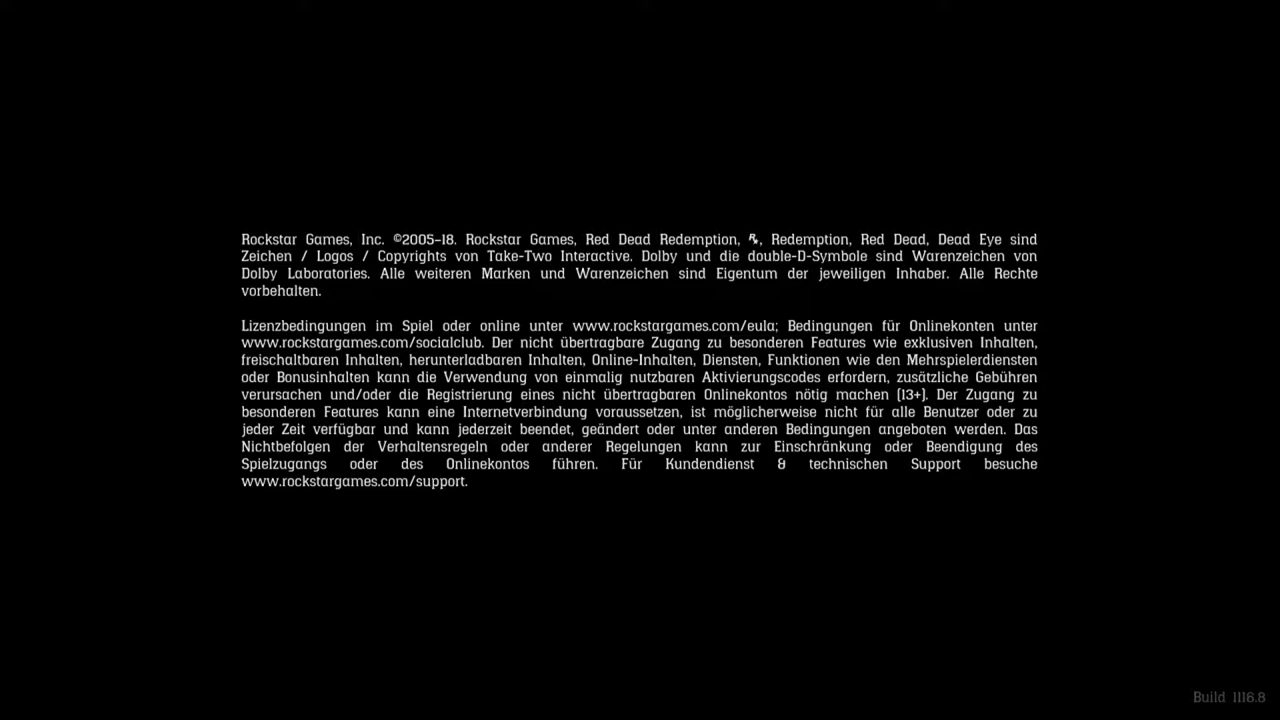 Rockstar Games, Inc. ©2005-18. Rockstar Games, Red Dead Redemption, R*, Redemption, Red Dead, Dead Eye sind
Zeichen / Logos / Copyrights von Take-Two Interactive. Dolby und die double-D-Symbole sind Warenzeichen von
Dolby Laboratories. Alle weiteren Marken und Warenzeichen sind Eigentum der jeweiligen Inhaber. Alle Rechte
vorbehalten.
Lizenzbedingungen im Spiel oder online unter www.rockstargames.com/eula; Bedingungen für Onlinekonten unter
www.rockstargames.com/socialclub. Der nicht übertragbare Zugang zu besonderen Features wie exklusiven Inhalten,
freischaltbaren Inhalten, herunterladbaren Inhalten, Online-Inhalten, Diensten, Funktionen wie den Mehrspielerdiensten
oder Bonusinhalten kann die Verwendung von einmalig nutzbaren Aktivierungscodes erfordern, zusätzliche Gebühren
verursachen und/oder die Registrierung eines nicht übertragbaren Onlinekontos nötig machen (13+). Der Zugang zu
besonderen Features kann eine Internetverbindung voraussetzen, ist möglicherweise nicht für alle Benutzer oder zu
jeder Zeit verfügbar und kann jederzeit beendet, geändert oder unter anderen Bedingungen angeboten werden. Das
Nichtbefolgen der Verhaltensregeln oder anderer Regelungen kann zur Einschränkung oder Beendigung des
Spielzugangs oder des Onlinekontos führen. Für Kundendienst & technischen Support besuche
www.rockstargames.com/support.
Build 1116.8